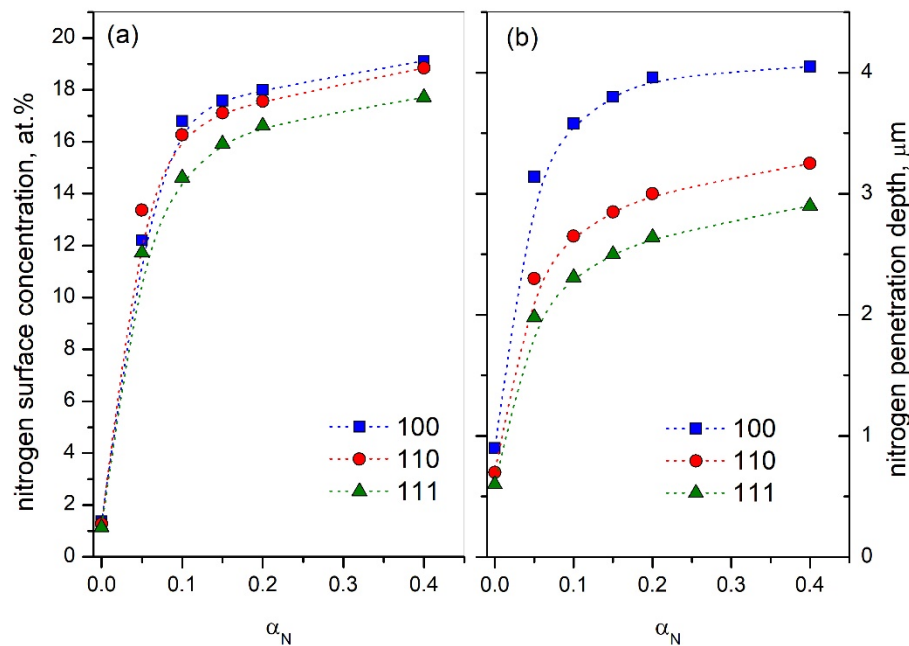 (a)
(b)
nitrogen surface concentration, at.%
20
18
16
14
12
10
8
6
4
2
0
100
110
111
0.0 0.1 0.2 0.3 0.4
α_N
100
110
111
0.0 0.1 0.2 0.3 0.4
α_N
4
3
2
1
0
nitrogen penetration depth, μm